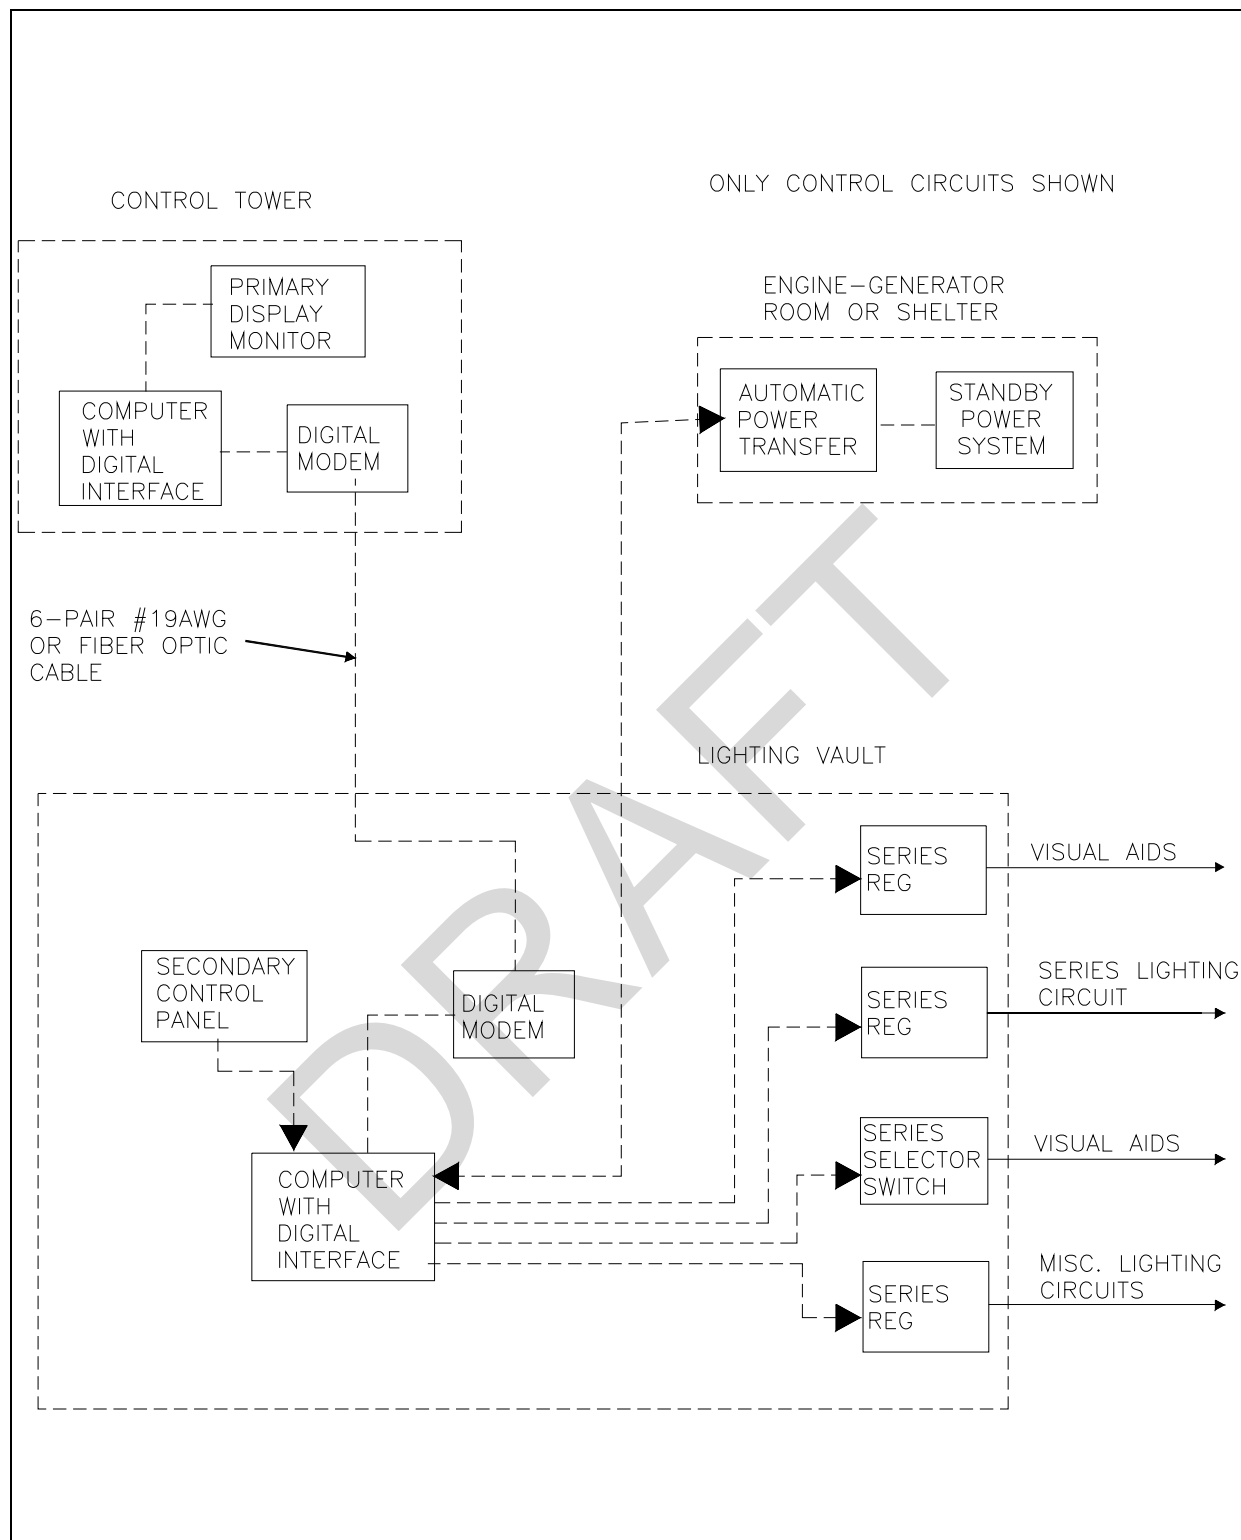 CONTROL TOWER
ONLY CONTROL CIRCUITS SHOWN
PRIMARY
DISPLAY
MONITOR
COMPUTER
WITH
DIGITAL
INTERFACE
DIGITAL
MODEM
ENGINE-GENERATOR
ROOM OR SHELTER
AUTOMATIC
POWER
TRANSFER
STANDBY
POWER
SYSTEM
6-PAIR #19AWG
OR FIBER OPTIC
CABLE
DRAFT
LIGHTING VAULT
SERIES
REG
VISUAL AIDS
SECONDARY
CONTROL
PANEL
DIGITAL
MODEM
SERIES
REG
SERIES LIGHTING
CIRCUIT
SERIES
SELECTOR
SWITCH
VISUAL AIDS
COMPUTER
WITH
DIGITAL
INTERFACE
SERIES
REG
MISC. LIGHTING
CIRCUITS